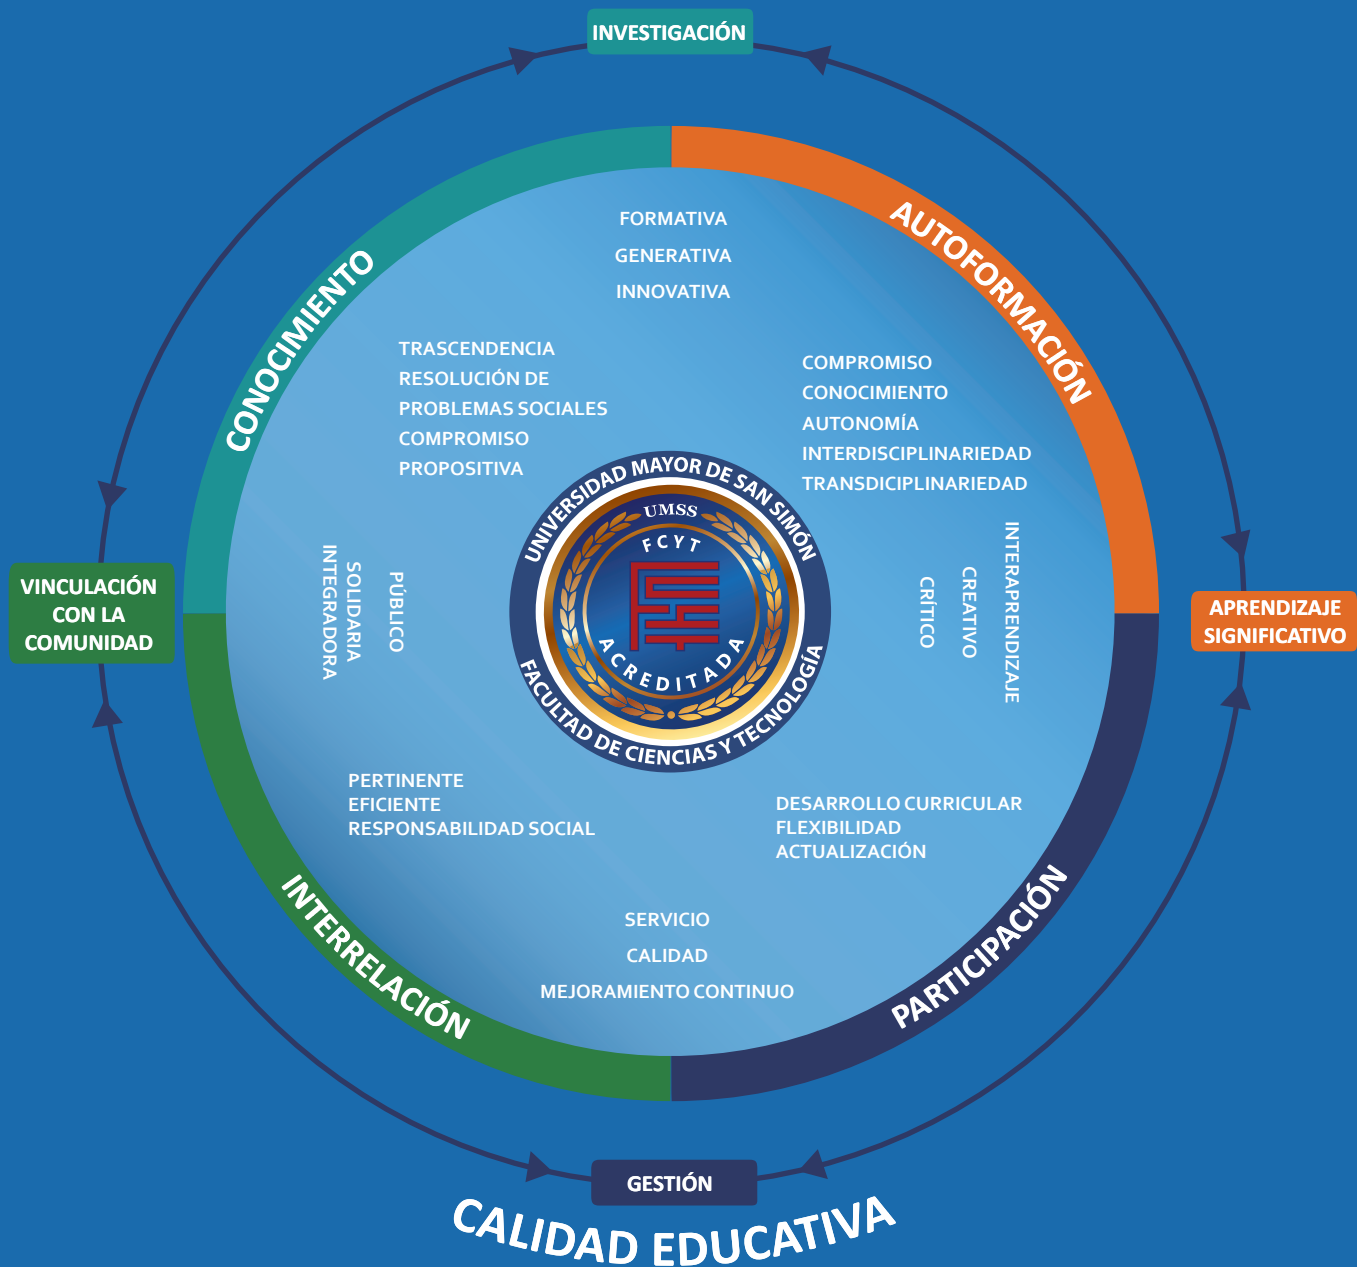 INVESTIGACIÓN
CONOCIMIENTO
AUTOFORMACIÓN
FORMATIVA
GENERATIVA
INNOVATIVA
TRASCENDENCIA
RESOLUCIÓN DE
PROBLEMAS SOCIALES
COMPROMISO
PROPOSITIVA
COMPROMISO
CONOCIMIENTO
AUTONOMÍA
INTERDISCIPLINARIEDAD
TRANSDICIPLINARIEDAD
UNIVERSIDAD MAYOR DE SAN SIMÓN
UMSS
FCYT
ACREDITADA
FACULTAD DE CIENCIAS Y TECNOLOGÍA
VINCULACIÓN
CON LA
COMUNIDAD
PÚBLICO
SOLIDARIA
INTEGRADORA
INTERAPRENDIZAJE
CREATIVO
CRÍTICO
APRENDIZAJE
SIGNIFICATIVO
PERTINENTE
EFICIENTE
RESPONSABILIDAD SOCIAL
DESARROLLO CURRICULAR
FLEXIBILIDAD
ACTUALIZACIÓN
SERVICIO
CALIDAD
MEJORAMIENTO CONTINUO
INTERRELACIÓN
PARTICIPACIÓN
GESTIÓN
CALIDAD EDUCATIVA